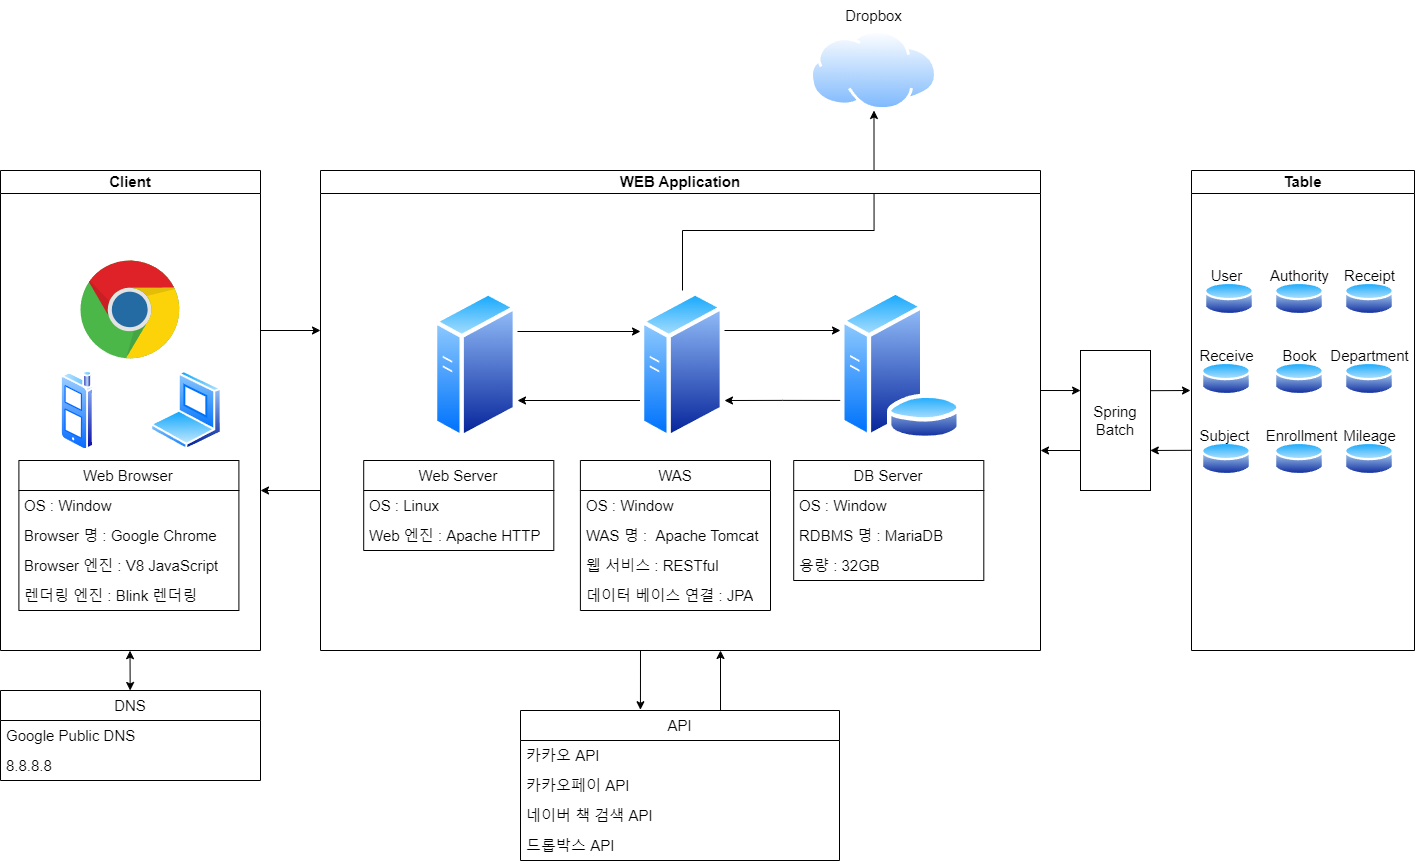 Dropbox
Client
WEB Application
Table
User
Authority
Receipt
Receive
Book
Department
Spring
Batch
Subject
Enrollment
Mileage
Web Browser
OS : Window
Browser 명 : Google Chrome
Browser 엔진 : V8 JavaScript
렌더링 엔진 : Blink 렌더링
Web Server
OS : Linux
Web 엔진 : Apache HTTP
WAS
OS : Window
WAS 명 :  Apache Tomcat
웹 서비스 : RESTful
데이터 베이스 연결 : JPA
DB Server
OS : Window
RDBMS 명 : MariaDB
용량 : 32GB
DNS
Google Public DNS
8.8.8.8
API
카카오 API
카카오페이 API
네이버 책 검색 API
드롭박스 API